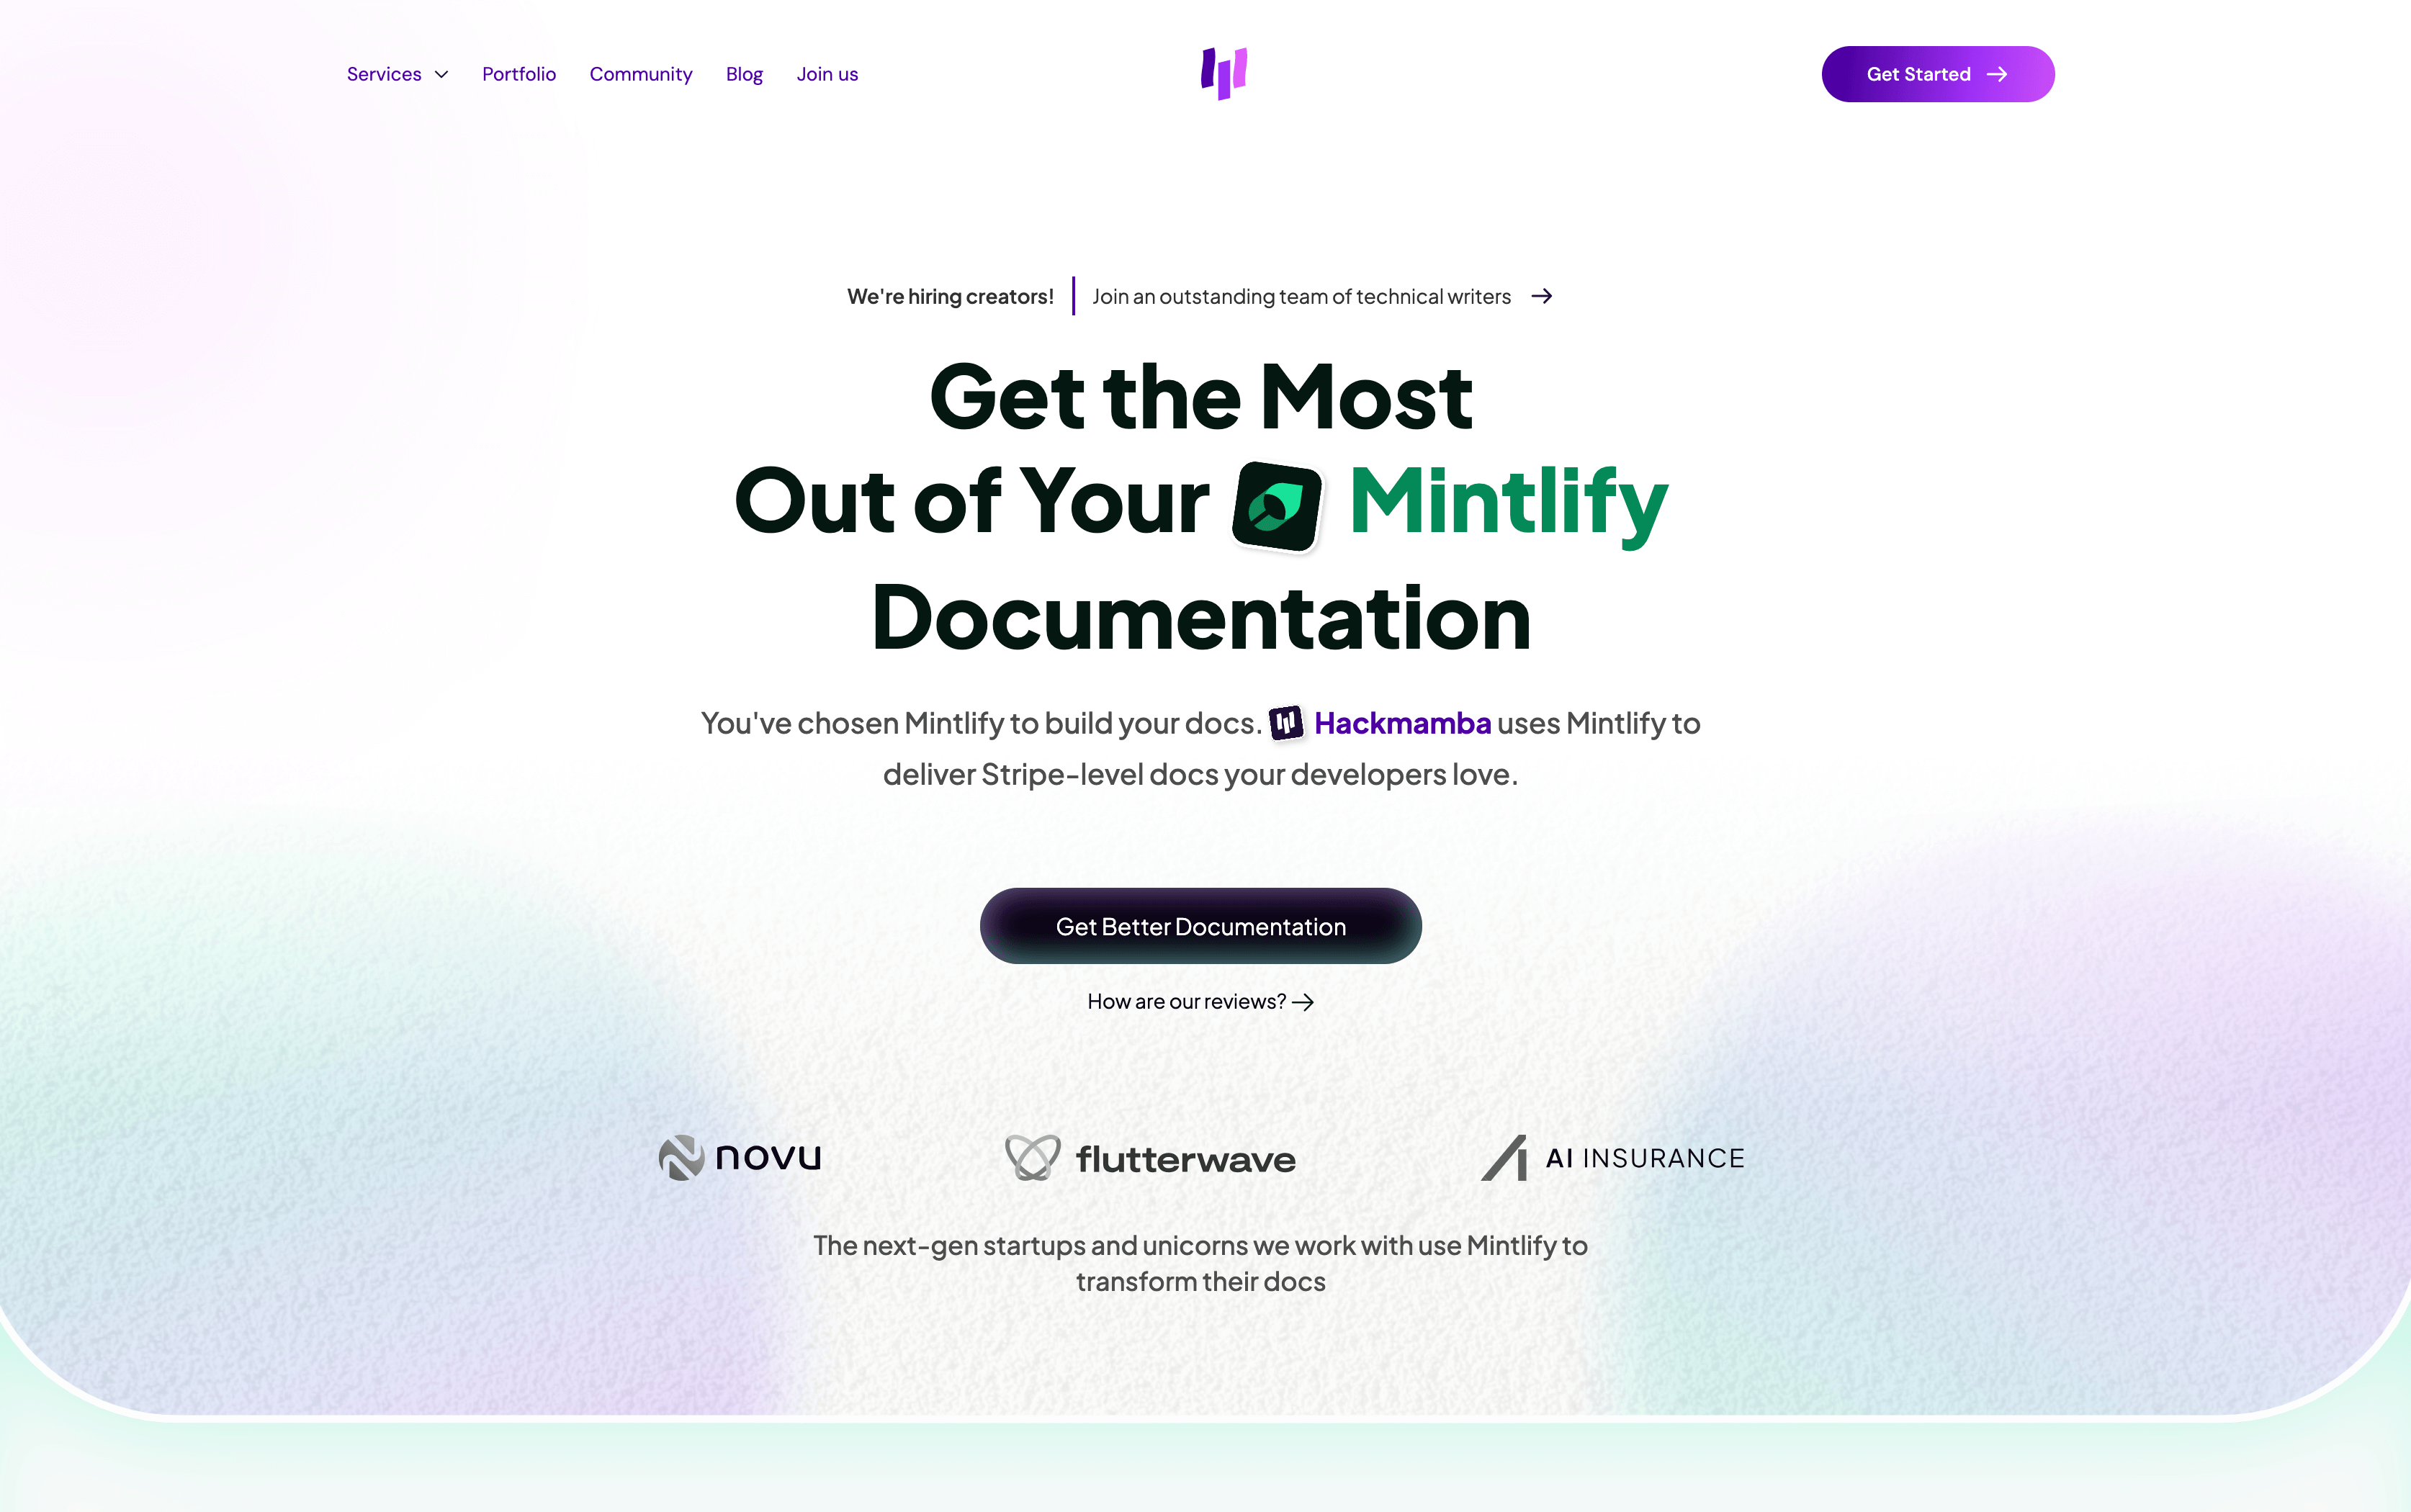 Services Portfolio Community Blog Join us Get Started
We're hiring creators! Join an outstanding team of technical writers
Get the Most
Out of Your Mintlify
Documentation
You've chosen Mintlify to build your docs. Hackmamba uses Mintlify to
deliver Stripe-level docs your developers love.
Get Better Documentation
How are our reviews?
novu flutterwave AI INSURANCE
The next-gen startups and unicorns we work with use Mintlify to
transform their docs